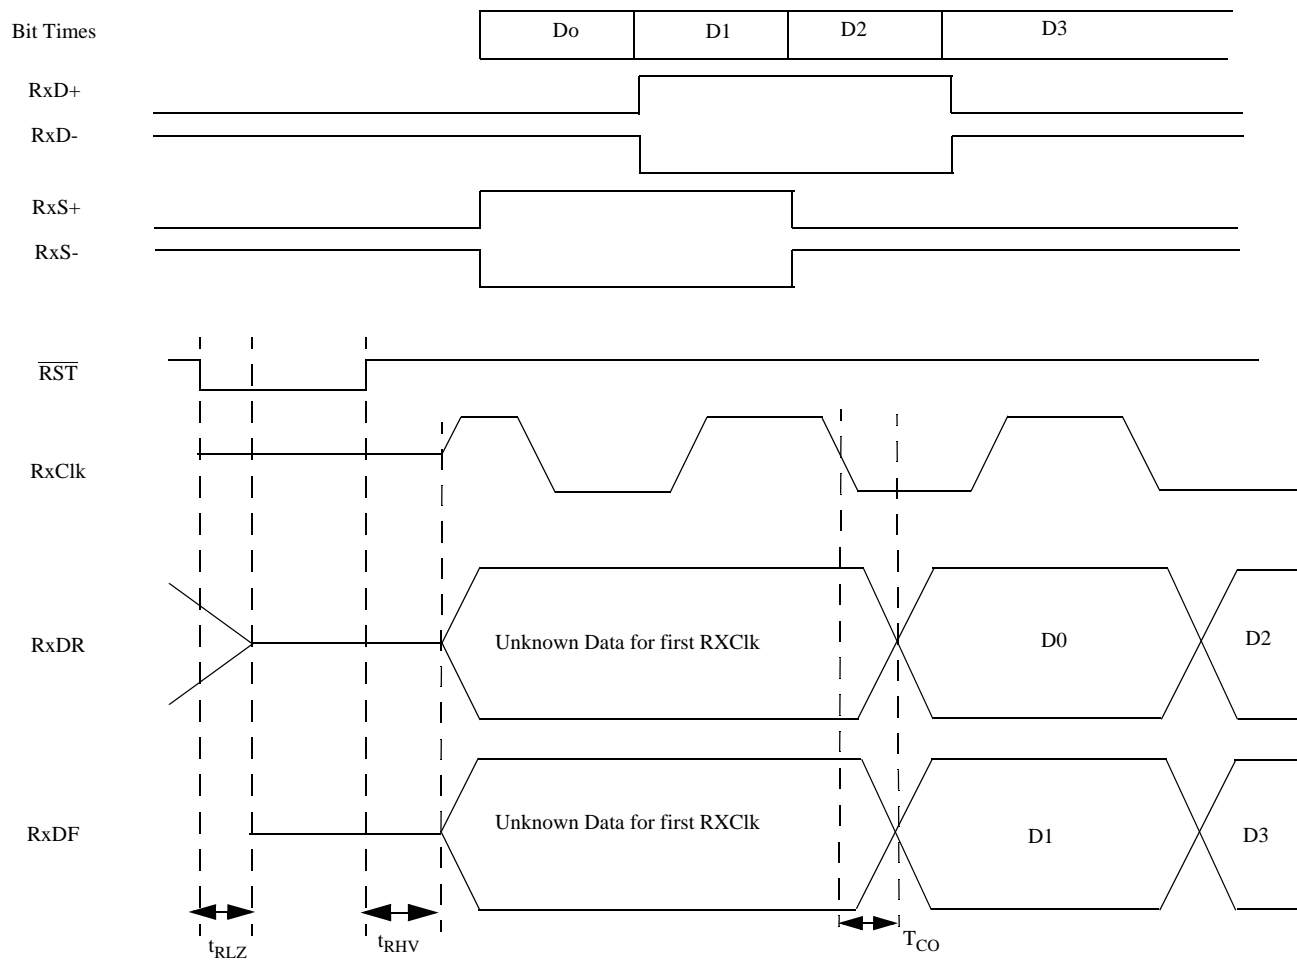 Bit Times
Do D1 D2 D3
RxD+
RxD-
RxS+
RxS-
RST
RxClk
RxDR
Unknown Data for first RXClk D0 D2
RxDF
Unknown Data for first RXClk D1 D3
tRLZ tRHV TCO